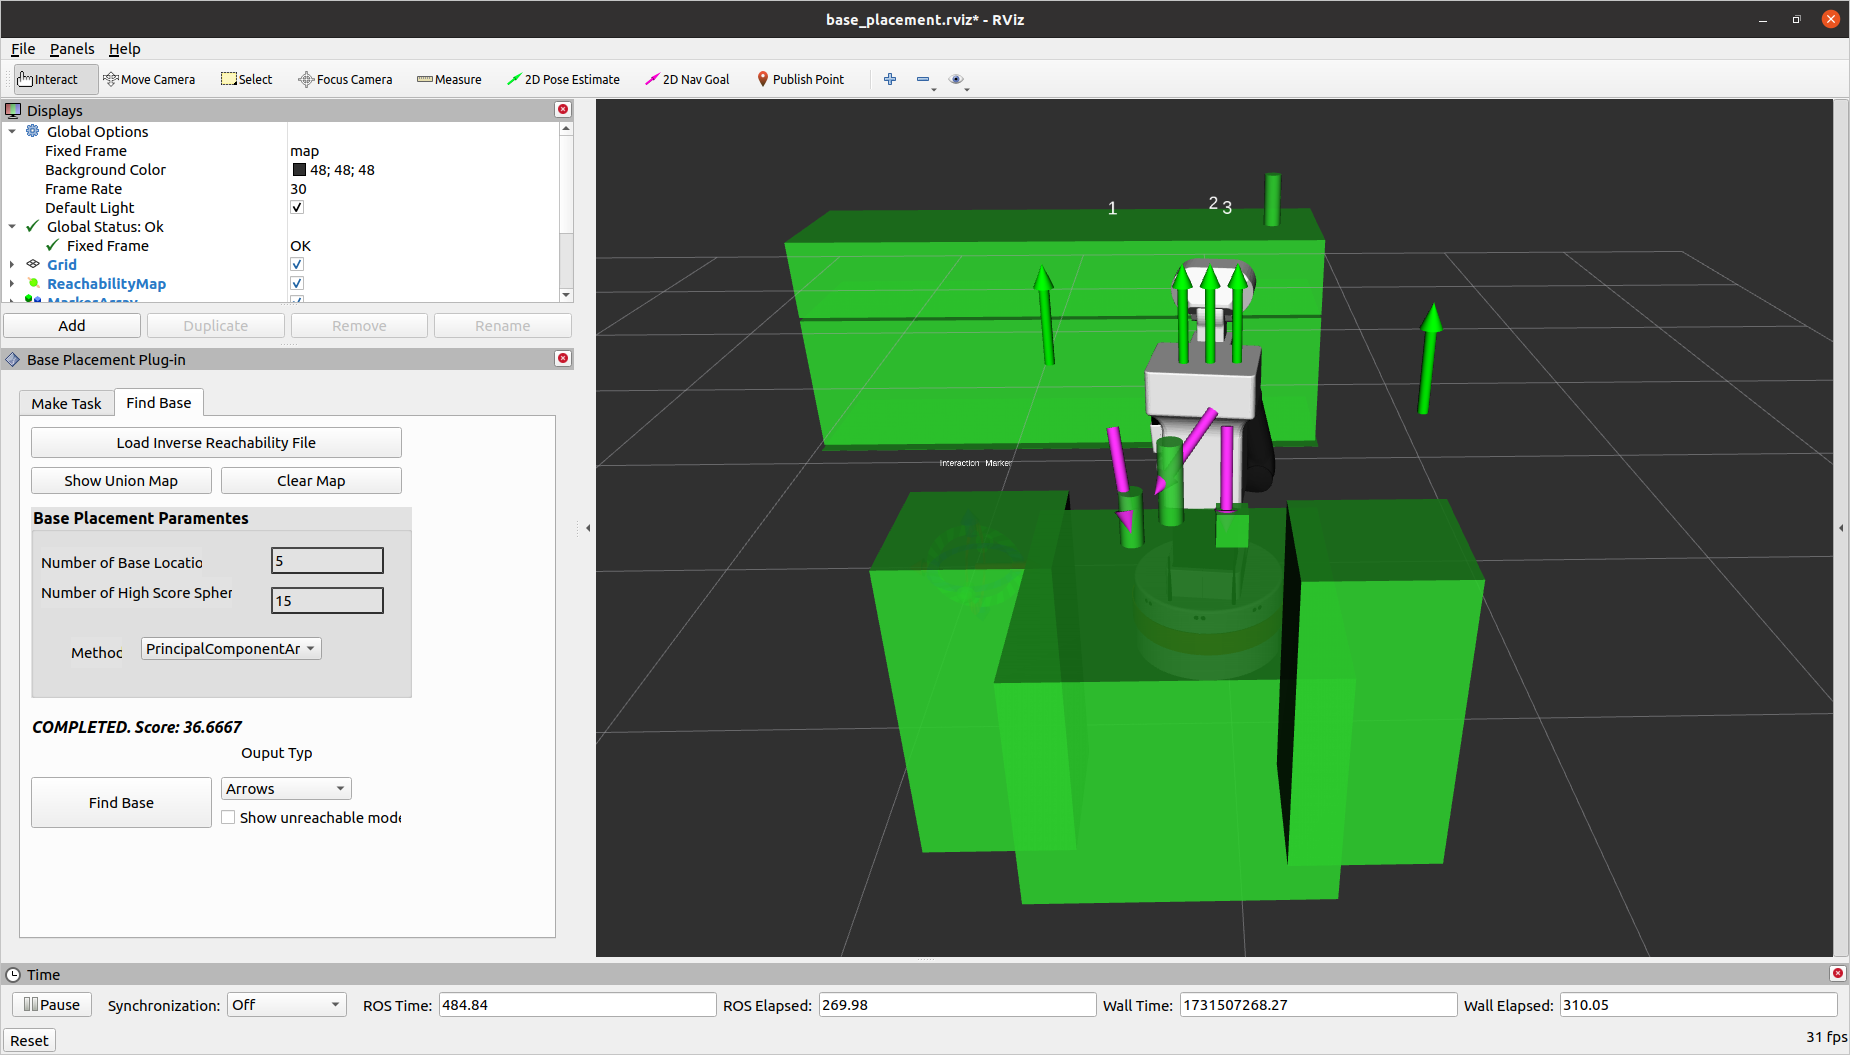 base_placement.rviz* - RViz
File Panels Help
Interact Move Camera Select Focus Camera Measure 2D Pose Estimate 2D Nav Goal Publish Point
Displays
Global Options
Fixed Frame map
Background Color 48; 48; 48
Frame Rate 30
Default Light
Global Status: Ok
Fixed Frame OK
Grid
ReachabilityMap
MarkerArray
Add Duplicate Remove Rename
Base Placement Plug-in
Make Task Find Base
Load Inverse Reachability File
Show Union Map Clear Map
Base Placement Paramentes
Number of Base Locatio 5
Number of High Score Spher 15
Method PrincipalComponentAr
COMPLETED. Score: 36.6667
Ouput Typ
Find Base Arrows
Show unreachable mode
1 2 3
Interaction Marker
Time
Pause Synchronization: Off ROS Time: 484.84 ROS Elapsed: 269.98 Wall Time: 1731507268.27 Wall Elapsed: 310.05
Reset 31 fps